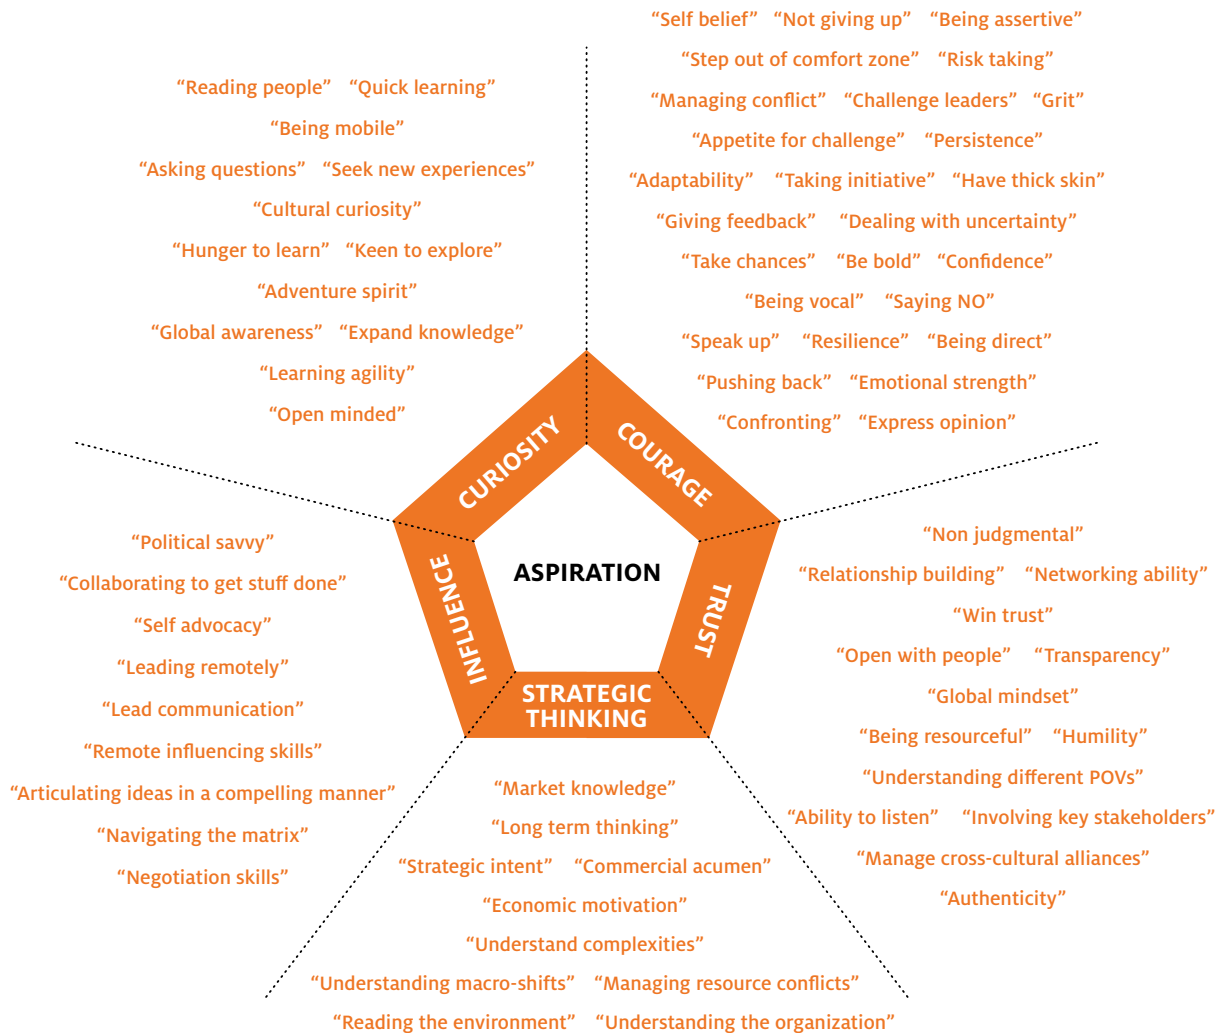 “Self belief” “Not giving up” “Being assertive”
“Step out of comfort zone” “Risk taking”
“Managing conflict” “Challenge leaders” “Grit”
“Appetite for challenge” “Persistence”
“Adaptability” “Taking initiative” “Have thick skin”
“Giving feedback” “Dealing with uncertainty”
“Take chances” “Be bold” “Confidence”
“Being vocal” “Saying NO”
“Speak up” “Resilience” “Being direct”
“Pushing back” “Emotional strength”
“Confronting” “Express opinion”
“Reading people” “Quick learning”
“Being mobile”
“Asking questions” “Seek new experiences”
“Cultural curiosity”
“Hunger to learn” “Keen to explore”
“Adventure spirit”
“Global awareness” “Expand knowledge”
“Learning agility”
“Open minded”
CURIOSITY
COURAGE
ASPIRATION
INFLUENCE
TRUST
STRATEGIC
THINKING
“Political savvy”
“Collaborating to get stuff done”
“Self advocacy”
“Leading remotely”
“Lead communication”
“Remote influencing skills”
“Articulating ideas in a compelling manner”
“Navigating the matrix”
“Negotiation skills”
“Non judgmental”
“Relationship building” “Networking ability”
“Win trust”
“Open with people” “Transparency”
“Global mindset”
“Being resourceful” “Humility”
“Understanding different POVs”
“Ability to listen” “Involving key stakeholders”
“Manage cross-cultural alliances”
“Authenticity”
“Market knowledge”
“Long term thinking”
“Strategic intent” “Commercial acumen”
“Economic motivation”
“Understand complexities”
“Understanding macro-shifts” “Managing resource conflicts”
“Reading the environment” “Understanding the organization”